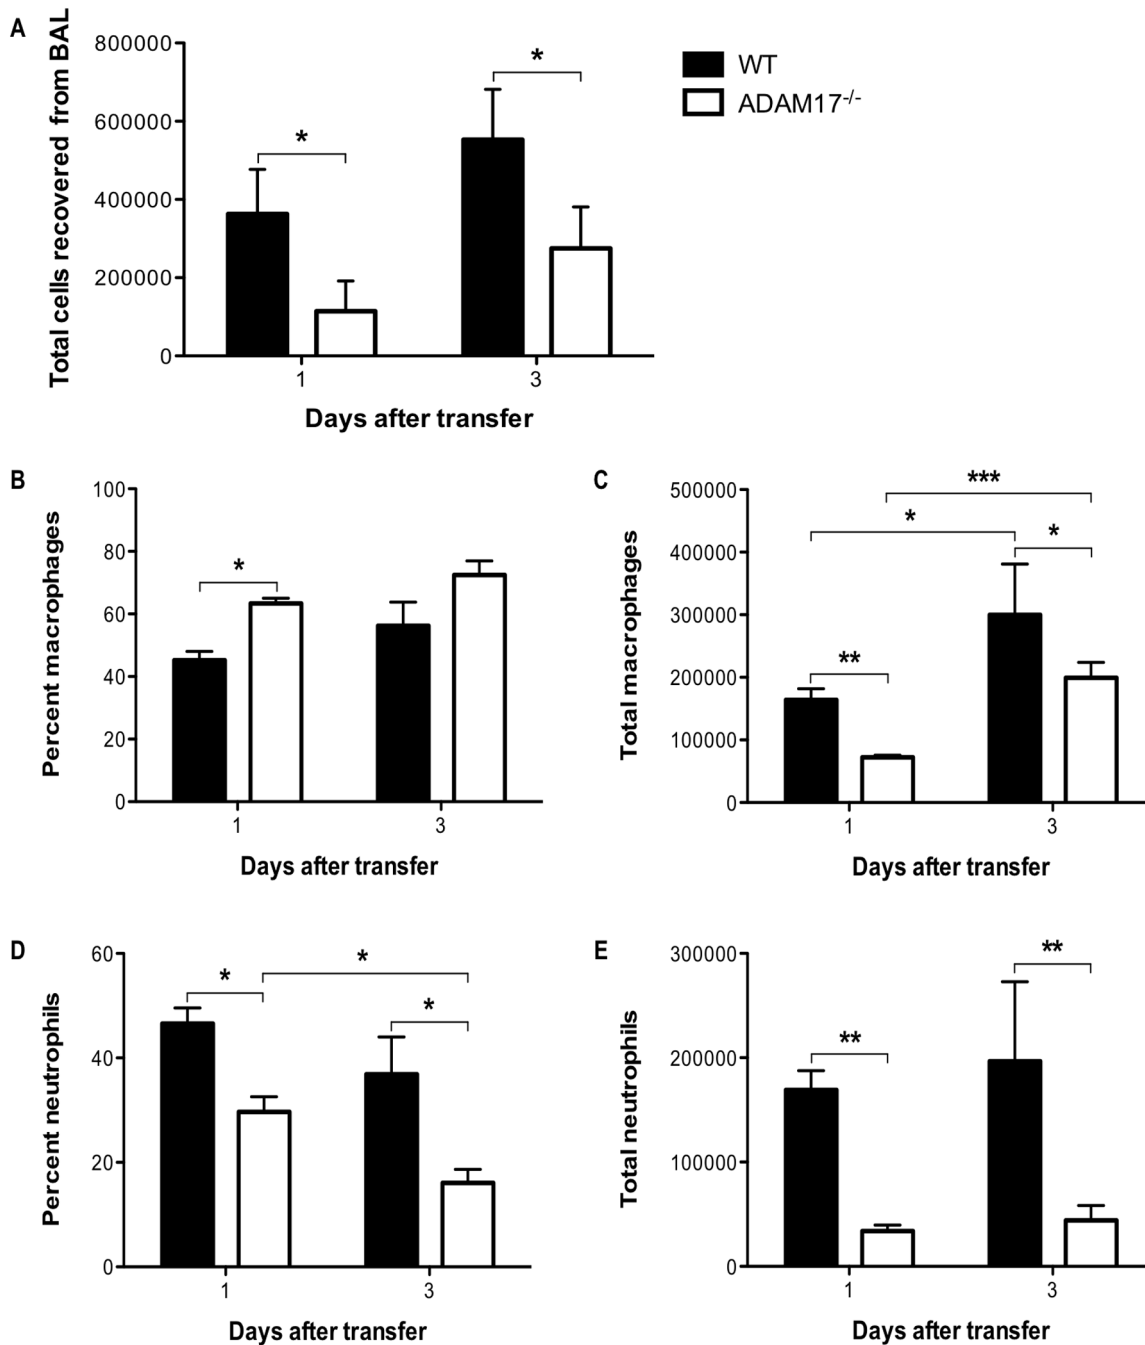 A
Total cells recovered from BAL
800000
600000
400000
200000
0
*
*
1
3
Days after transfer
WT
ADAM17-/-
B
Percent macrophages
100
80
60
40
20
0
*
1
3
Days after transfer
C
Total macrophages
500000
400000
300000
200000
100000
0
***
*
*
**
1
3
Days after transfer
D
Percent neutrophils
60
40
20
0
*
*
*
1
3
Days after transfer
E
Total neutrophils
300000
200000
100000
0
**
**
1
3
Days after transfer